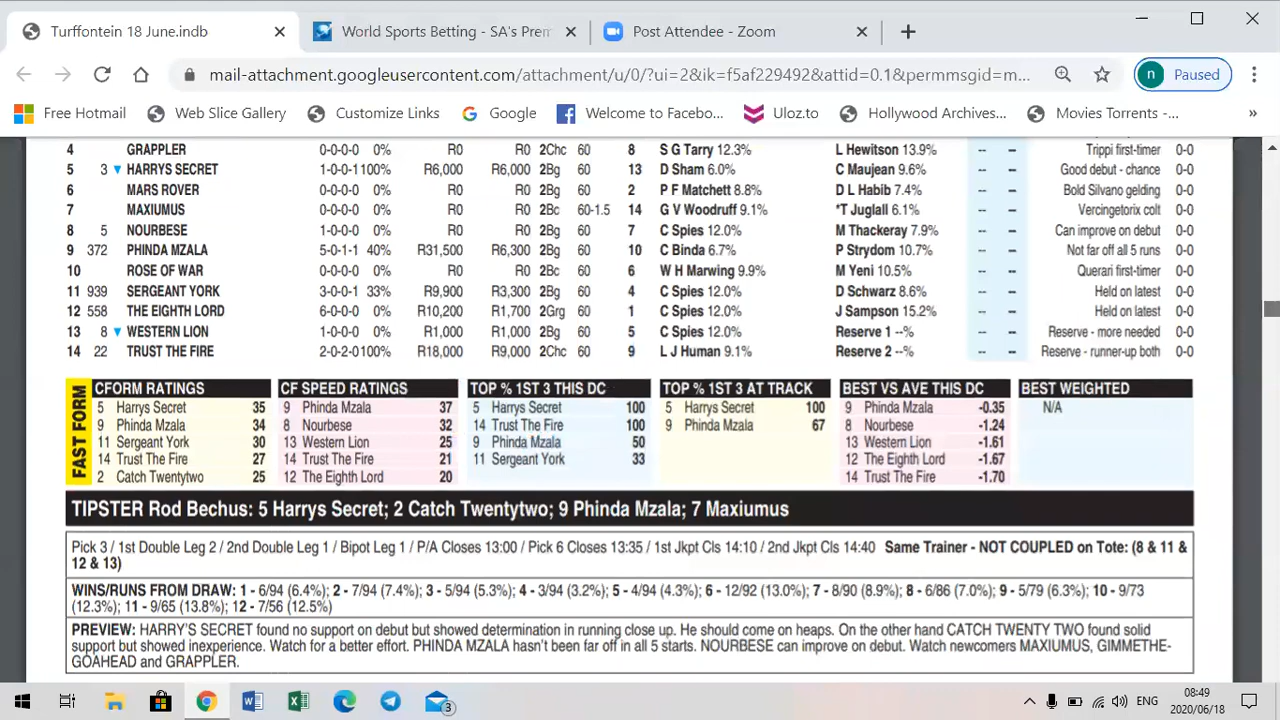 Turffontein 18 June.indb
World Sports Betting - SA's Prem
Post Attendee - Zoom
mail-attachment.googleusercontent.com/attachment/u/0/?ui=2&ik=f5af229492&attid=0.1&permmsgid=m...
n Paused
Free Hotmail Web Slice Gallery Customize Links Google Welcome to Facebo... Uloz.to Hollywood Archives... Movies Torrents -... »
4 GRAPPLER 0-0-0-0 0% R0 R0 2Chc 60 8 S G Tarry 12.3% L Hewitson 13.9% -- -- Trippi first-timer 0-0
5 3 ▼ HARRYS SECRET 1-0-0-1 100% R6,000 R6,000 2Bg 60 13 D Sham 6.0% C Maujean 9.6% -- -- Good debut - chance 0-0
6 MARS ROVER 0-0-0-0 0% R0 R0 2Bg 60 2 P F Matchett 8.8% D L Habib 7.4% -- -- Bold Silvano gelding 0-0
7 MAXIUMUS 0-0-0-0 0% R0 R0 2Bc 60-1.5 14 G V Woodruff 9.1% *T Juglall 6.1% -- -- Vercingetorix colt 0-0
8 5 NOURBESE 1-0-0-0 0% R0 R0 2Bg 60 7 C Spies 12.0% M Thackeray 7.9% -- -- Can improve on debut 0-0
9 372 PHINDA MZALA 5-0-1-1 40% R31,500 R6,300 2Bg 60 10 C Binda 6.7% P Strydom 10.7% -- -- Not far off all 5 runs 0-0
10 ROSE OF WAR 0-0-0-0 0% R0 R0 2Bc 60 6 W H Marwing 9.9% M Yeni 10.5% -- -- Querari first-timer 0-0
11 939 SERGEANT YORK 3-0-0-1 33% R9,900 R3,300 2Bg 60 4 C Spies 12.0% D Schwarz 8.6% -- -- Held on latest 0-0
12 558 THE EIGHTH LORD 6-0-0-0 0% R10,200 R1,700 2Grg 60 1 C Spies 12.0% J Sampson 15.2% -- -- Held on latest 0-0
13 8 ▼ WESTERN LION 1-0-0-0 0% R1,000 R1,000 2Bg 60 5 C Spies 12.0% Reserve 1 --% -- -- Reserve - more needed 0-0
14 22 TRUST THE FIRE 2-0-2-0 100% R18,000 R9,000 2Chc 60 9 L J Human 9.1% Reserve 2 --% -- -- Reserve - runner-up both 0-0
FAST FORM
CFORM RATINGS
5 Harrys Secret 35
9 Phinda Mzala 34
11 Sergeant York 30
14 Trust The Fire 27
2 Catch Twentytwo 25
CF SPEED RATINGS
9 Phinda Mzala 37
8 Nourbese 32
13 Western Lion 25
14 Trust The Fire 21
12 The Eighth Lord 20
TOP % 1ST 3 THIS DC
5 Harrys Secret 100
14 Trust The Fire 100
9 Phinda Mzala 50
11 Sergeant York 33
TOP % 1ST 3 AT TRACK
5 Harrys Secret 100
9 Phinda Mzala 67
BEST VS AVE THIS DC
9 Phinda Mzala -0.35
8 Nourbese -1.24
13 Western Lion -1.61
12 The Eighth Lord -1.67
14 Trust The Fire -1.70
BEST WEIGHTED
N/A
TIPSTER Rod Bechus: 5 Harrys Secret; 2 Catch Twentytwo; 9 Phinda Mzala; 7 Maxiumus
Pick 3 / 1st Double Leg 2 / 2nd Double Leg 1 / Bipot Leg 1 / P/A Closes 13:00 / Pick 6 Closes 13:35 / 1st Jkpt Cls 14:10 / 2nd Jkpt Cls 14:40 Same Trainer - NOT COUPLED on Tote: (8 & 11 &
12 & 13)
WINS/RUNS FROM DRAW: 1 - 6/94 (6.4%); 2 - 7/94 (7.4%); 3 - 5/94 (5.3%); 4 - 3/94 (3.2%); 5 - 4/94 (4.3%); 6 - 12/92 (13.0%); 7 - 8/90 (8.9%); 8 - 6/86 (7.0%); 9 - 5/79 (6.3%); 10 - 9/73
(12.3%); 11 - 9/65 (13.8%); 12 - 7/56 (12.5%)
PREVIEW: HARRY'S SECRET found no support on debut but showed determination in running close up. He should come on heaps. On the other hand CATCH TWENTY TWO found solid
support but showed inexperience. Watch for a better effort. PHINDA MZALA hasn't been far off in all 5 starts. NOURBESE can improve on debut. Watch newcomers MAXIUMUS, GIMMETHE-
GOAHEAD and GRAPPLER.
3
ENG
08:49
2020/06/18